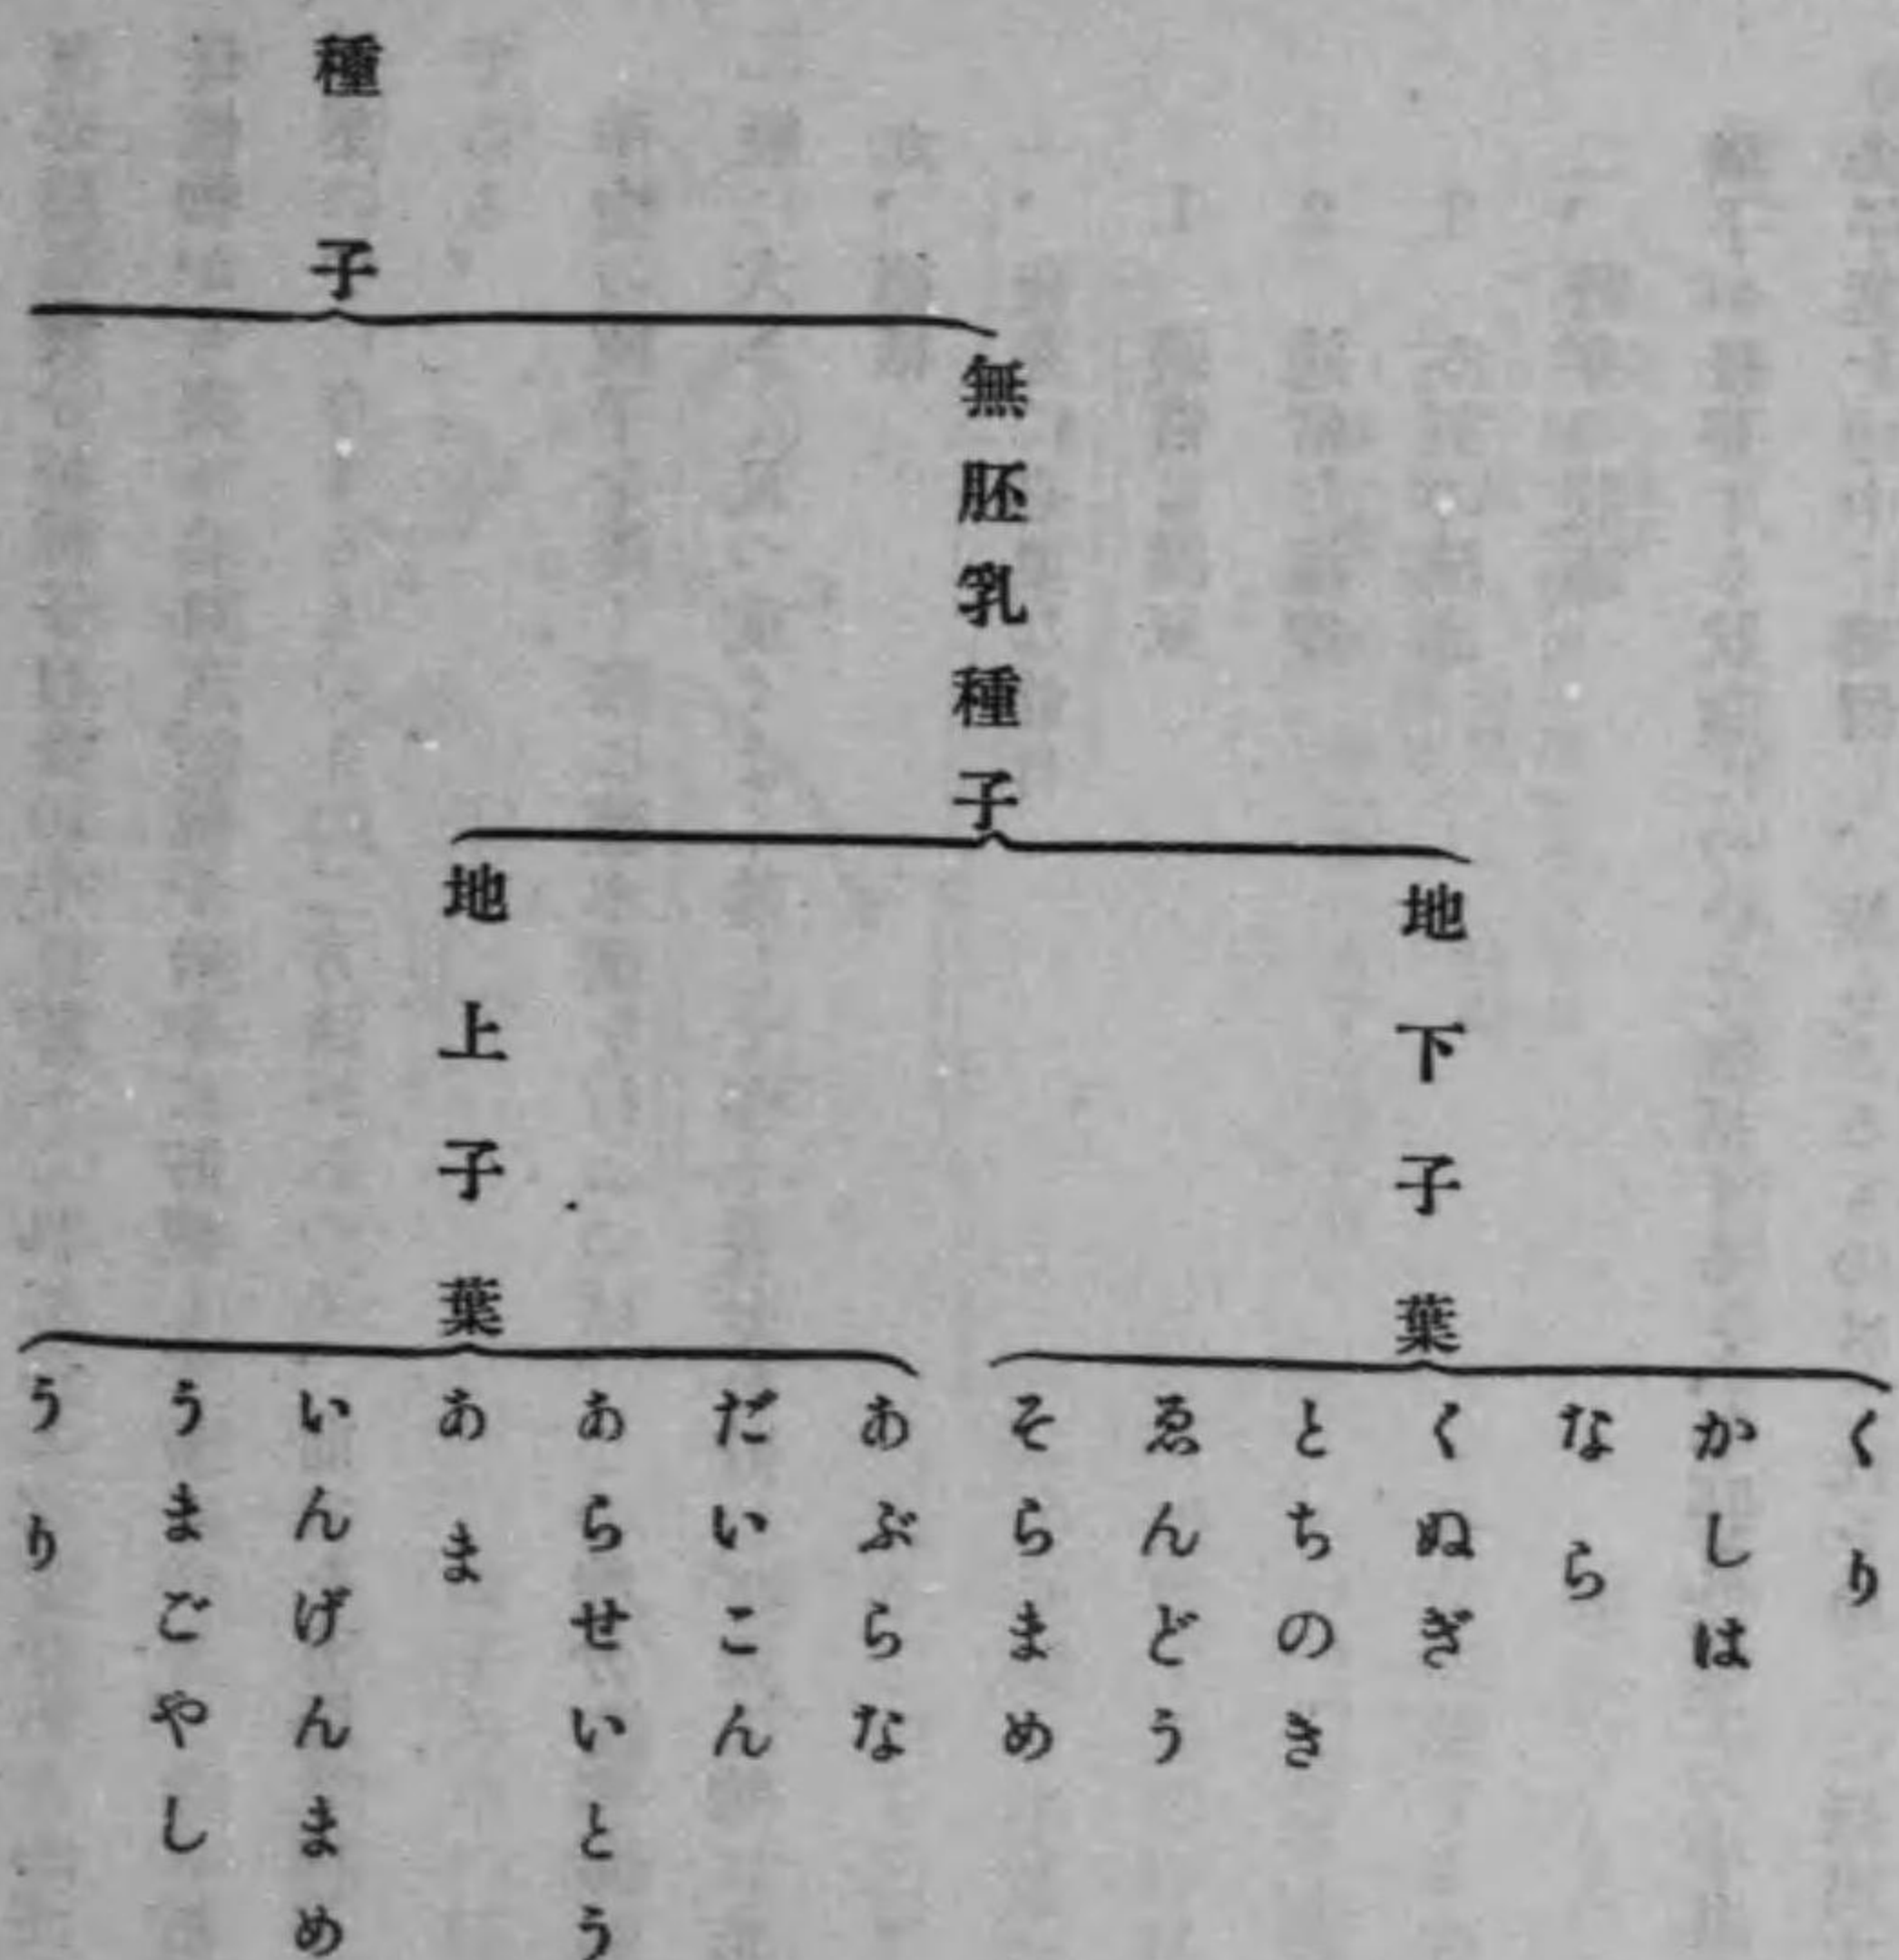 種子
無胚乳種子
地下子葉
くり
かしは
なら
くぬぎ
とちのき
ゑんどう
そらまめ
地上子葉
あぶらな
だいこん
あらせいとう
あま
いんげんまめ
うまごやし
うり